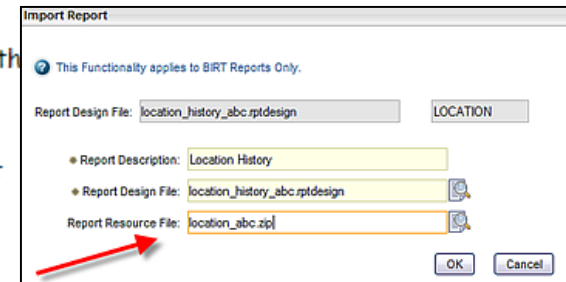 Import Report
th
This Functionality applies to BIRT Reports Only.
Report Design File: location_history_abc.rptdesign LOCATION
Report Description: Location History
Report Design File: location_history_abc.rptdesign
Report Resource File: location_abc.zip
OK Cancel